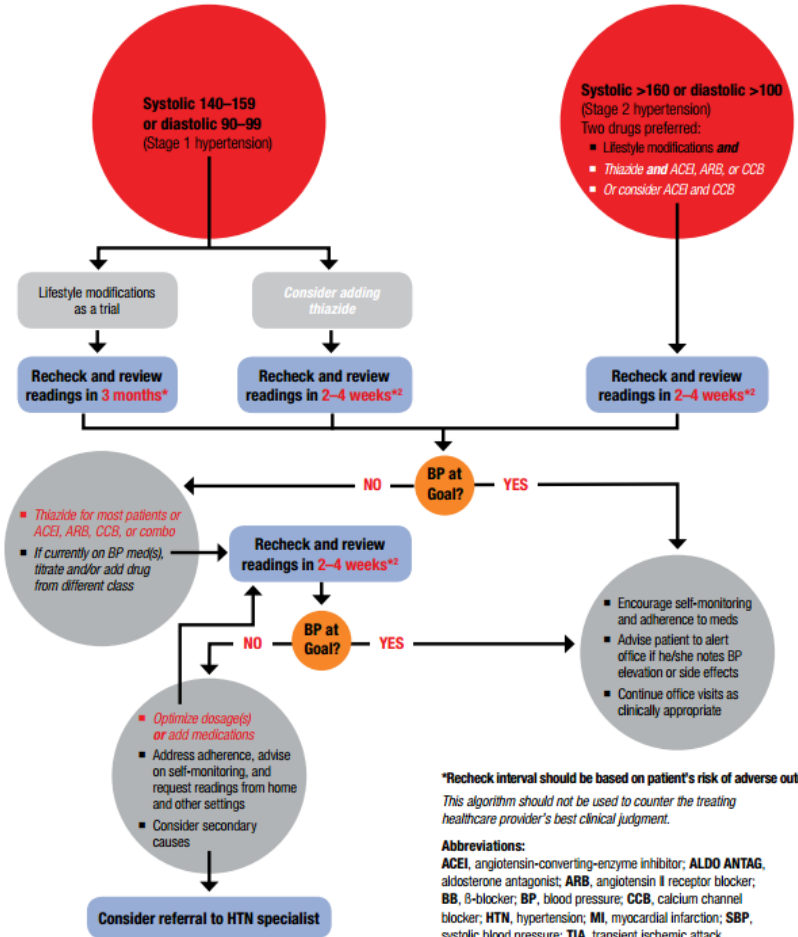 Systolic 140–159
or diastolic 90–99
(Stage 1 hypertension)
Systolic >160 or diastolic >100
(Stage 2 hypertension)
Two drugs preferred:
■ Lifestyle modifications and
■ Thiazide and ACEI, ARB, or CCB
■ Or consider ACEI and CCB
Lifestyle modifications
as a trial
Consider adding
thiazide
Recheck and review
readings in 3 months*
Recheck and review
readings in 2–4 weeks*²
Recheck and review
readings in 2–4 weeks*²
BP at
Goal?
NO
YES
■ Thiazide for most patients or
ACEI, ARB, CCB, or combo
■ If currently on BP med(s),
titrate and/or add drug
from different class
Recheck and review
readings in 2–4 weeks*²
BP at
Goal?
NO
YES
■ Encourage self-monitoring
and adherence to meds
■ Advise patient to alert
office if he/she notes BP
elevation or side effects
■ Continue office visits as
clinically appropriate
■ Optimize dosage(s)
or add medications
■ Address adherence, advise
on self-monitoring, and
request readings from home
and other settings
■ Consider secondary
causes
Consider referral to HTN specialist
*Recheck interval should be based on patient's risk of adverse out
This algorithm should not be used to counter the treating
healthcare provider's best clinical judgment.
Abbreviations:
ACEI, angiotensin-converting-enzyme inhibitor; ALDO ANTAG,
aldosterone antagonist; ARB, angiotensin II receptor blocker;
BB, ß-blocker; BP, blood pressure; CCB, calcium channel
blocker; HTN, hypertension; MI, myocardial infarction; SBP,
systolic blood pressure; TIA, transient ischemic attack